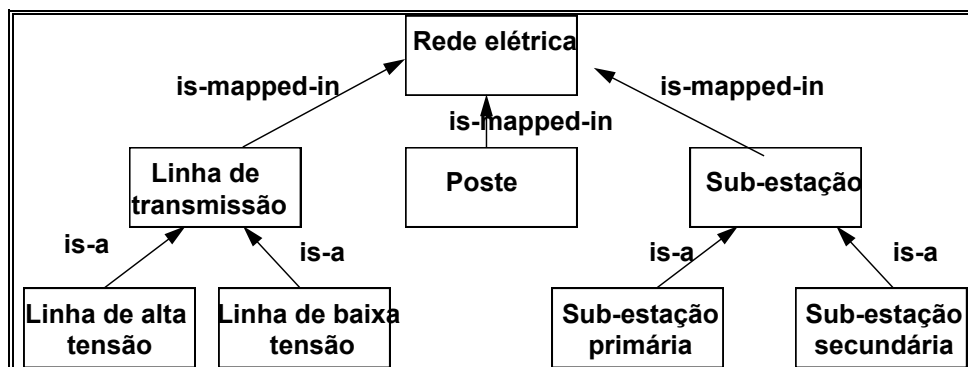 Rede elétrica
is-mapped-in
is-mapped-in
is-mapped-in
Linha de
transmissão
Poste
Sub-estação
is-a
is-a
is-a
is-a
Linha de alta
tensão
Linha de baixa
tensão
Sub-estação
primária
Sub-estação
secundária